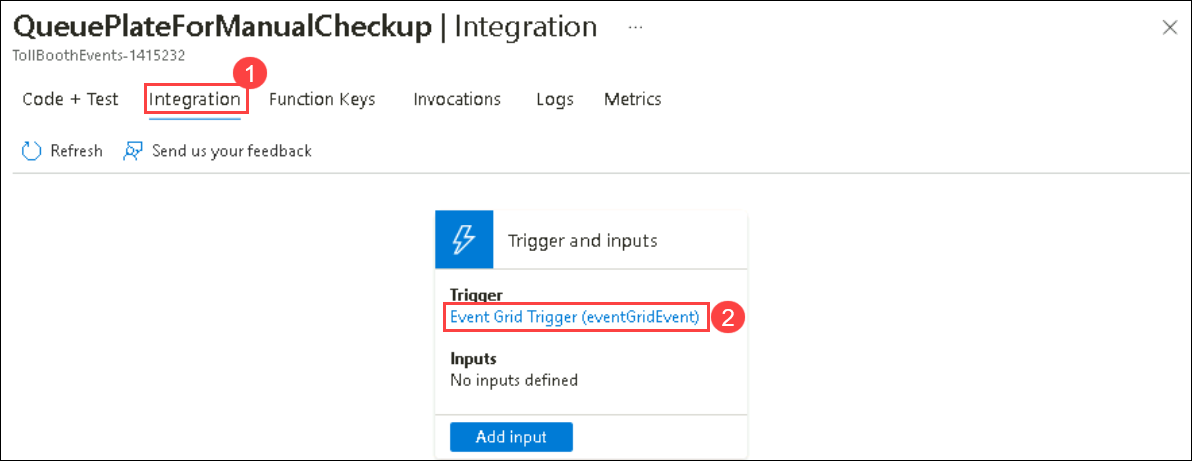 QueuePlateForManualCheckup | Integration ...
TollBoothEvents-1415232
1
Code + Test Integration Function Keys Invocations Logs Metrics
Refresh Send us your feedback
Trigger and inputs
Trigger
Event Grid Trigger (eventGridEvent) 2
Inputs
No inputs defined
Add input